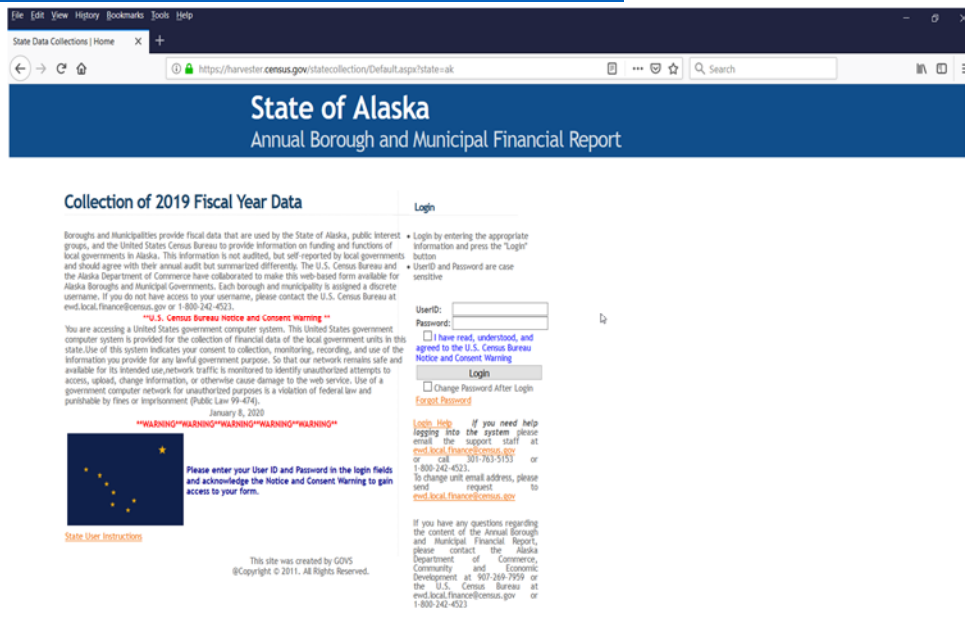 File Edit View History Bookmarks Tools Help
State Data Collections | Home
https://harvester.census.gov/statecollection/Default.aspx?state=ak
Search
State of Alaska
Annual Borough and Municipal Financial Report
Collection of 2019 Fiscal Year Data
Boroughs and Municipalities provide fiscal data that are used by the State of Alaska, public interest
groups, and the United States Census Bureau to provide information on funding and functions of
local governments in Alaska. This information is not audited, but self-reported by local governments
and should agree with their annual audit but summarized differently. The U.S. Census Bureau and
the Alaska Department of Commerce have collaborated to make this web-based form available for
Alaska Boroughs and Municipal Governments. Each borough and municipality is assigned a discrete
username. If you do not have access to your username, please contact the U.S. Census Bureau at
ewd.local.finance@census.gov or 1-800-242-4523.
**U.S. Census Bureau Notice and Consent Warning **
You are accessing a United States government computer system. This United States government
computer system is provided for the collection of financial data of the local government units in this
state.Use of this system indicates your consent to collection, monitoring, recording, and use of the
information you provide for any lawful government purpose. So that our network remains safe and
available for its intended use,network traffic is monitored to identify unauthorized attempts to
access, upload, change information, or otherwise cause damage to the web service. Use of a
government computer network for unauthorized purposes is a violation of federal law and
punishable by fines or imprisonment (Public Law 99-474).
January 8, 2020
**WARNING**WARNING**WARNING**WARNING**WARNING**
Please enter your User ID and Password in the login fields
and acknowledge the Notice and Consent Warning to gain
access to your form.
State User Instructions
This site was created by GOVS
@Copyright © 2011. All Rights Reserved.
Login
• Login by entering the appropriate
information and press the "Login"
button
• UserID and Password are case
sensitive
UserID:
Password:
I have read, understood, and
agreed to the U.S. Census Bureau
Notice and Consent Warning
Login
Change Password After Login
Forgot Password
Login Help If you need help
logging into the system please
email the support staff at
ewd.local.finance@census.gov
or call 301-763-5153 or
1-800-242-4523.
To change unit email address, please
send request to
ewd.local.finance@census.gov
If you have any questions regarding
the content of the Annual Borough
and Municipal Financial Report,
please contact the Alaska
Department of Commerce,
Community and Economic
Development at 907-269-7959 or
the U.S. Census Bureau at
ewd.local.finance@census.gov or
1-800-242-4523